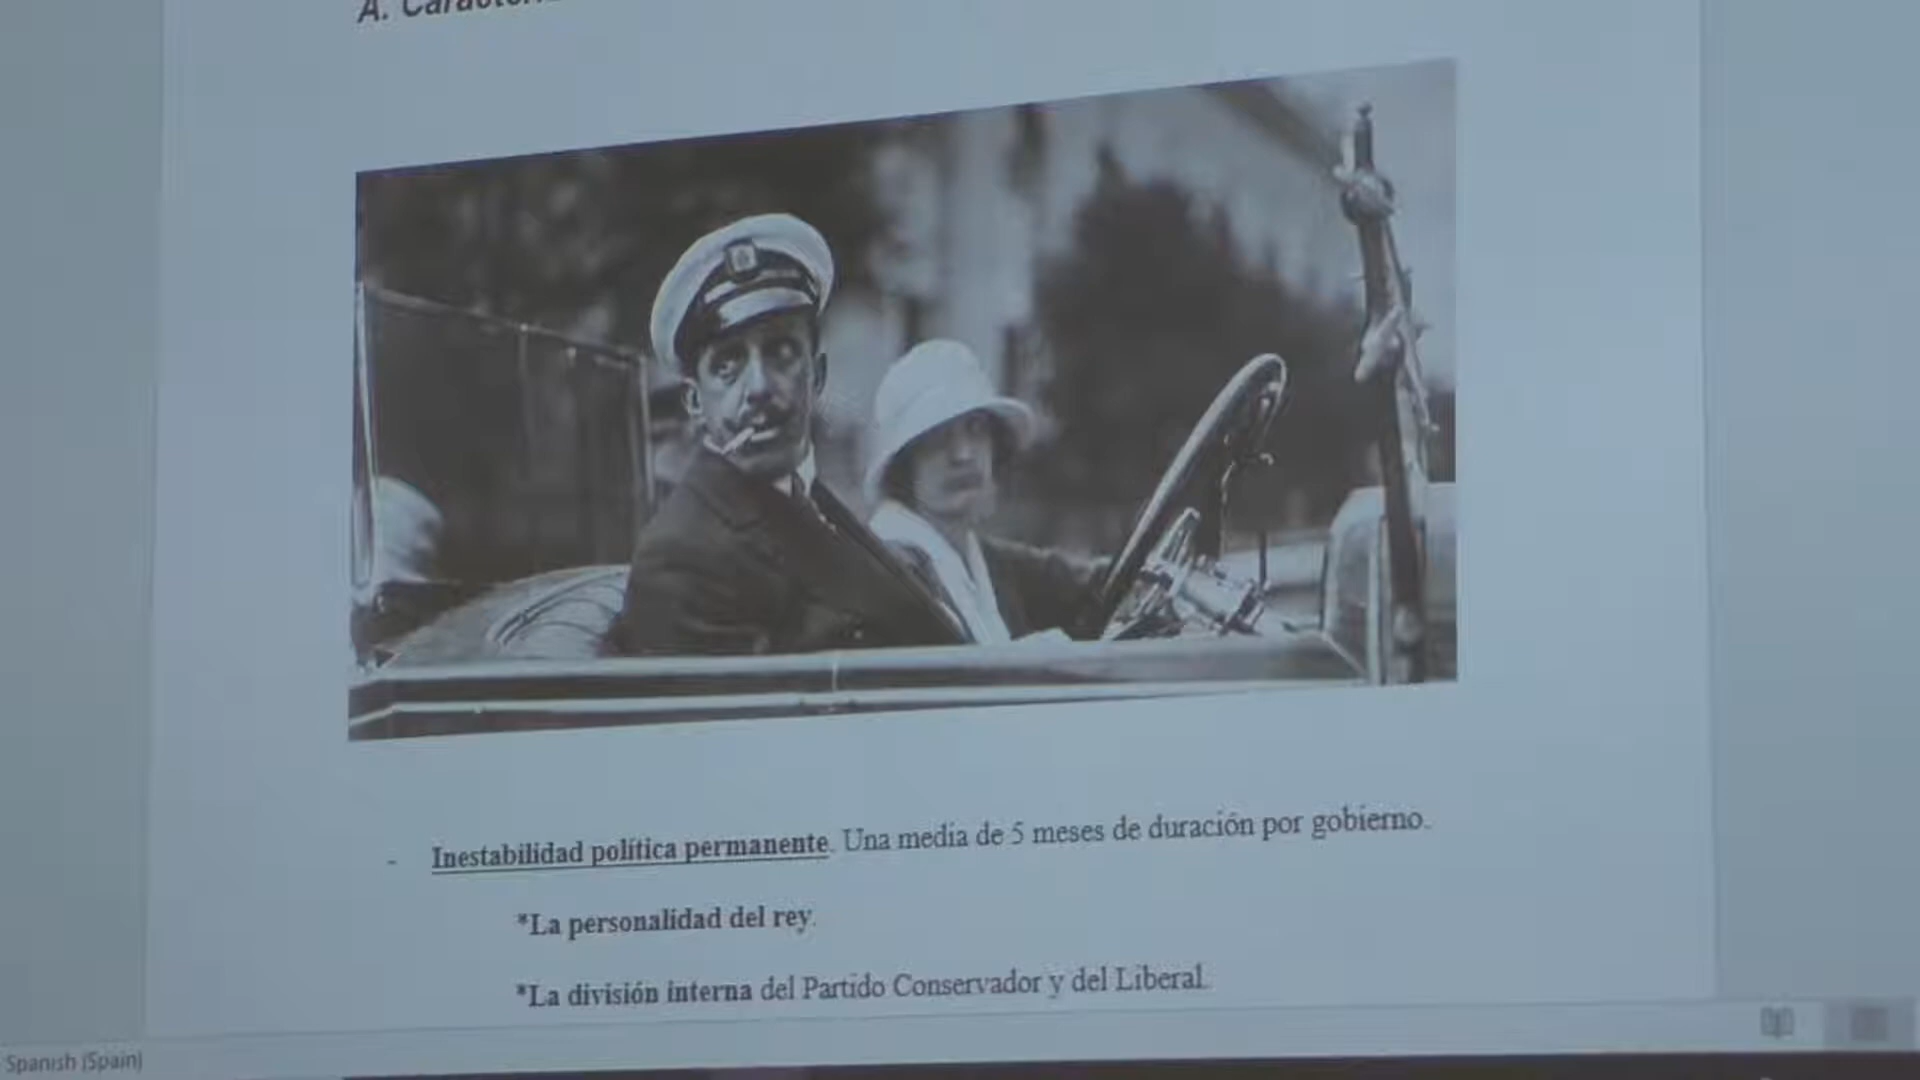 A.
- Inestabilidad política permanente. Una media de 5 meses de duración por gobierno.
*La personalidad del rey.
*La división interna del Partido Conservador y del Liberal.
Spanish (Spain)